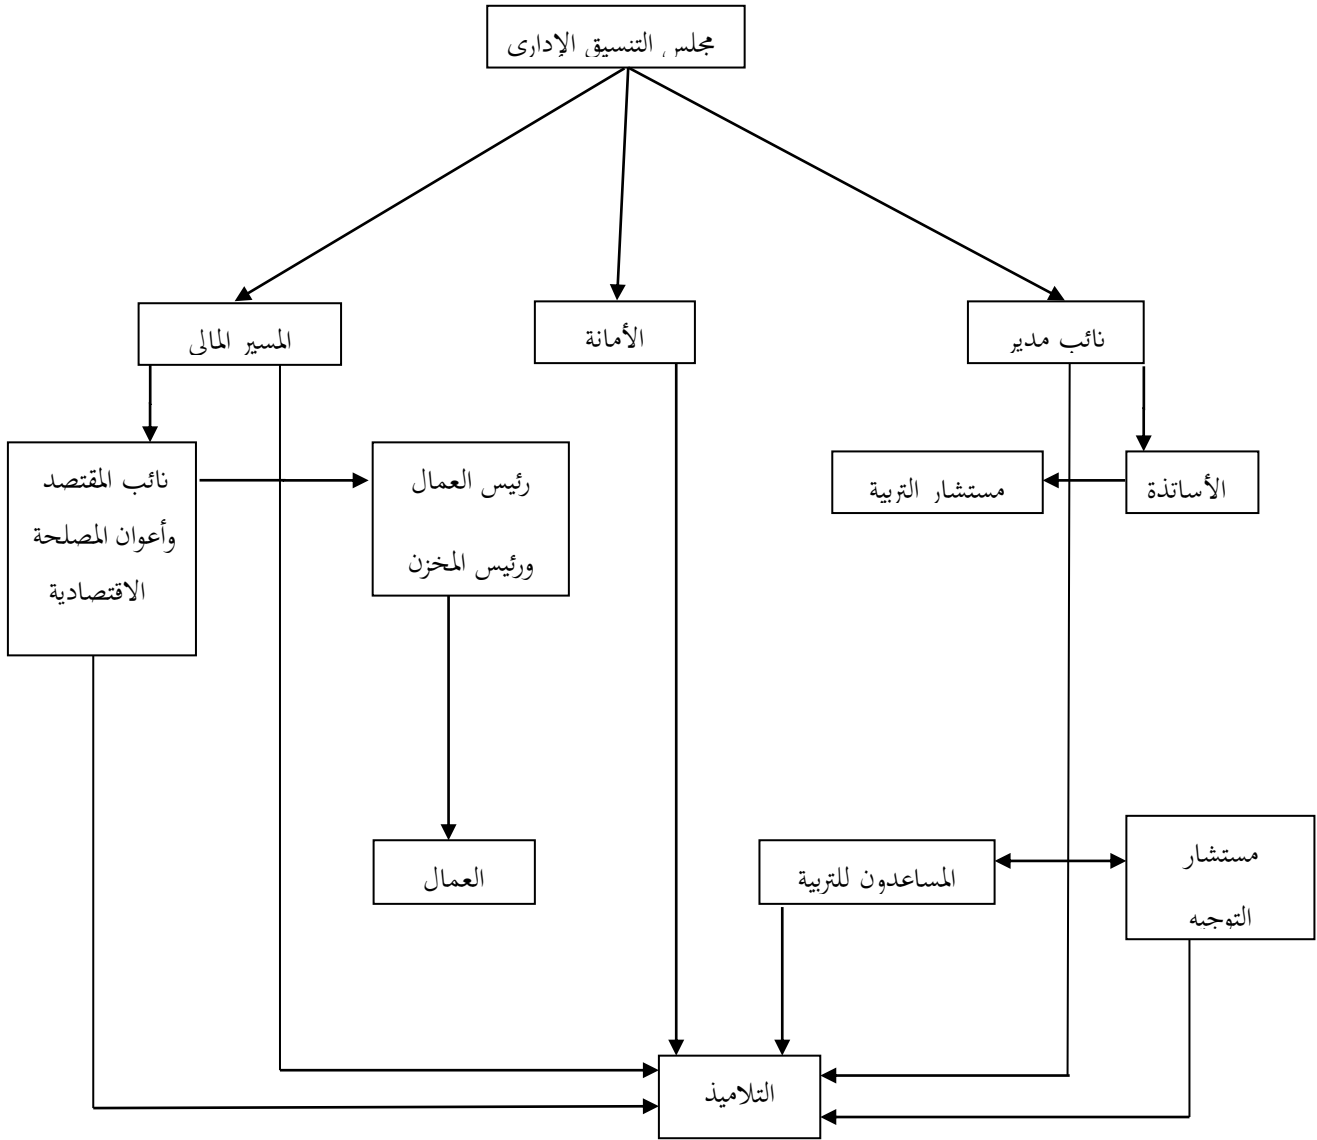 مجلس التنسيق الإداري
نائب مدير
الأمانة
المسير المالي
الأساتذة
مستشار التربية
رئيس العمال
ورئيس المخزن
نائب المقتصد
وأعوان المصلحة
الاقتصادية
مستشار
التوجيه
المساعدون للتربية
العمال
التلاميذ